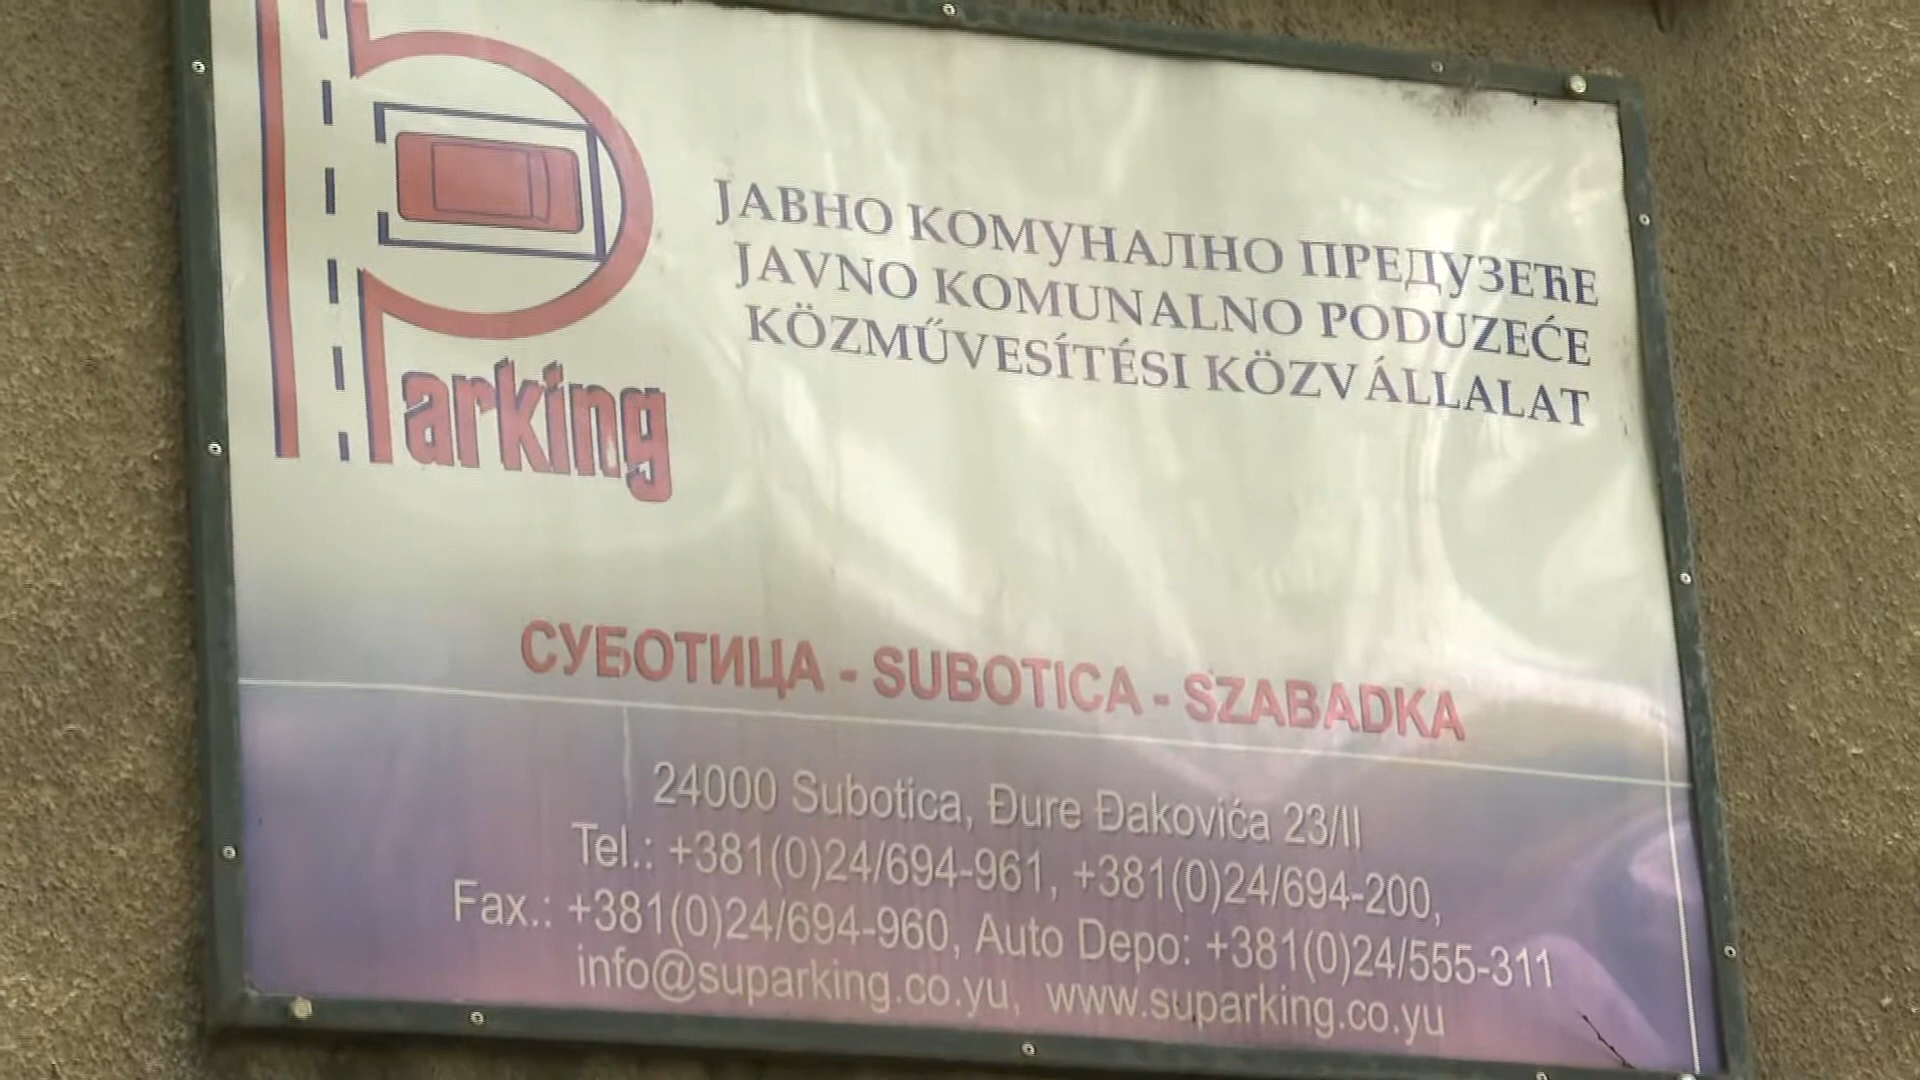 Parking
ЈАВНО КОМУНАЛНО ПРЕДУЗЕЋЕ
JAVNO KOMUNALNO PODUZEĆE
KÖZMŰVESÍTÉSI KÖZVÁLLALAT
СУБОТИЦА - SUBOTICA - SZABADKA
24000 Subotica, Đure Đakovića 23/II
Tel.: +381(0)24/694-961, +381(0)24/694-200,
Fax.: +381(0)24/694-960, Auto Depo: +381(0)24/555-311
info@suparking.co.yu, www.suparking.co.yu